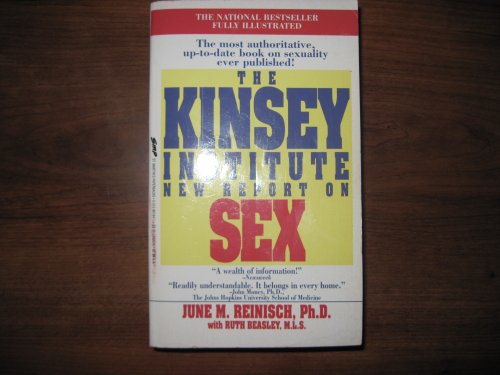 THE NATIONAL BESTSELLER
FULLY ILLUSTRATED
The most authoritative,
up-to-date book on sexuality
ever published!
THE
KINSEY
INSTITUTE
NEW REPORT ON
SEX
"A wealth of information!"
—Newsweek
"Readily understandable. It belongs in every home."
—John Money, Ph.D.,
The Johns Hopkins University School of Medicine
JUNE M. REINISCH, Ph.D.
with RUTH BEASLEY, M.L.S.
SMP